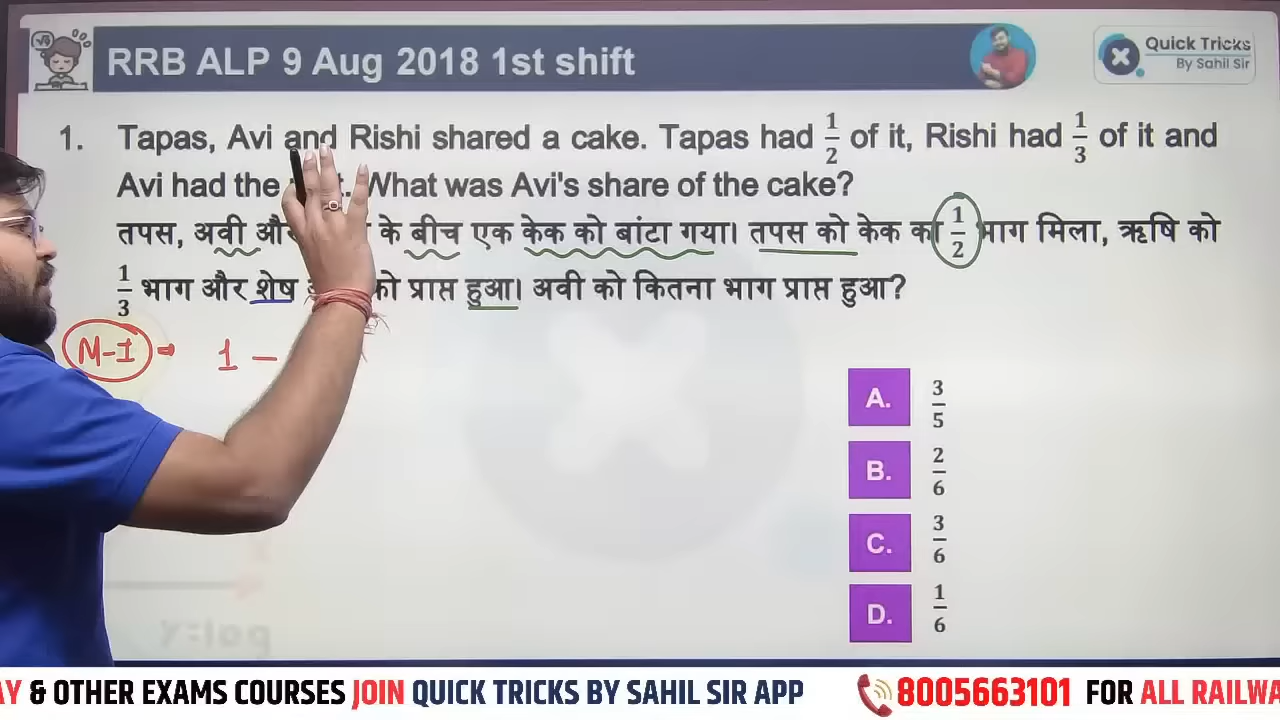 RRB ALP 9 Aug 2018 1st shift
Quick Tricks
By Sahil Sir
1. Tapas, Avi and Rishi shared a cake. Tapas had 1/2 of it, Rishi had 1/3 of it and
Avi had the What was Avi's share of the cake?
तपस, अवी के बीच एक केक को बांटा गया। तपस को केक का 1/2 भाग मिला, ऋषि को
1/3 भाग और शेष को प्राप्त हुआ। अवी को कितना भाग प्राप्त हुआ?
M-I 1 -
A. 3/5
B. 2/6
C. 3/6
D. 1/6
y=log
& OTHER EXAMS COURSES JOIN QUICK TRICKS BY SAHIL SIR APP 8005663101 FOR ALL